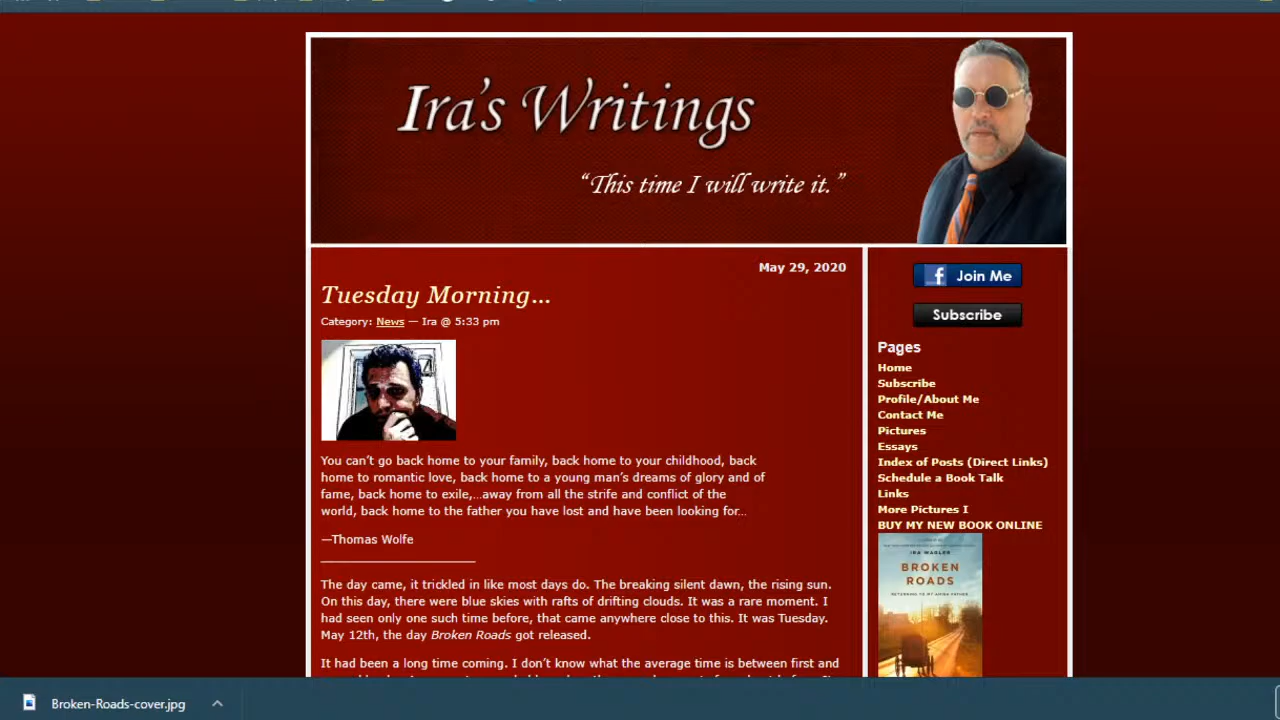 Ira's Writings
"This time I will write it."
May 29, 2020
Tuesday Morning...
Category: News — Ira @ 5:33 pm
You can't go back home to your family, back home to your childhood, back
home to romantic love, back home to a young man's dreams of glory and of
fame, back home to exile,...away from all the strife and conflict of the
world, back home to the father you have lost and have been looking for...
—Thomas Wolfe
The day came, it trickled in like most days do. The breaking silent dawn, the rising sun.
On this day, there were blue skies with rafts of drifting clouds. It was a rare moment. I
had seen only one such time before, that came anywhere close to this. It was Tuesday.
May 12th, the day Broken Roads got released.
It had been a long time coming. I don't know what the average time is between first and
f Join Me
Subscribe
Pages
Home
Subscribe
Profile/About Me
Contact Me
Pictures
Essays
Index of Posts (Direct Links)
Schedule a Book Talk
Links
More Pictures I
BUY MY NEW BOOK ONLINE
IRA WAGLER
BROKEN
ROADS
RETURNING TO MY AMISH FATHER
Broken-Roads-cover.jpg